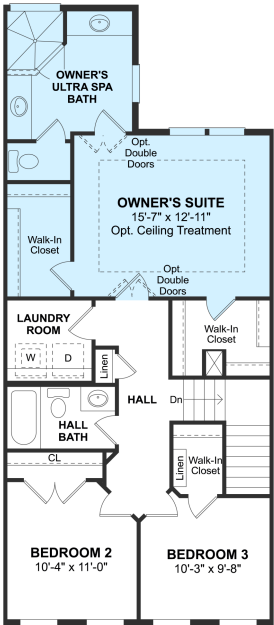 OWNER'S
ULTRA SPA
BATH
Opt.
Double
Doors
OWNER'S SUITE
15'-7" x 12'-11"
Opt. Ceiling Treatment
Walk-In
Closet
Opt.
Double
Doors
LAUNDRY
ROOM
W
D
Linen
Walk-In
Closet
HALL
Dn
HALL
BATH
CL
Linen
Walk-In
Closet
BEDROOM 2
10'-4" x 11'-0"
BEDROOM 3
10'-3" x 9'-8"